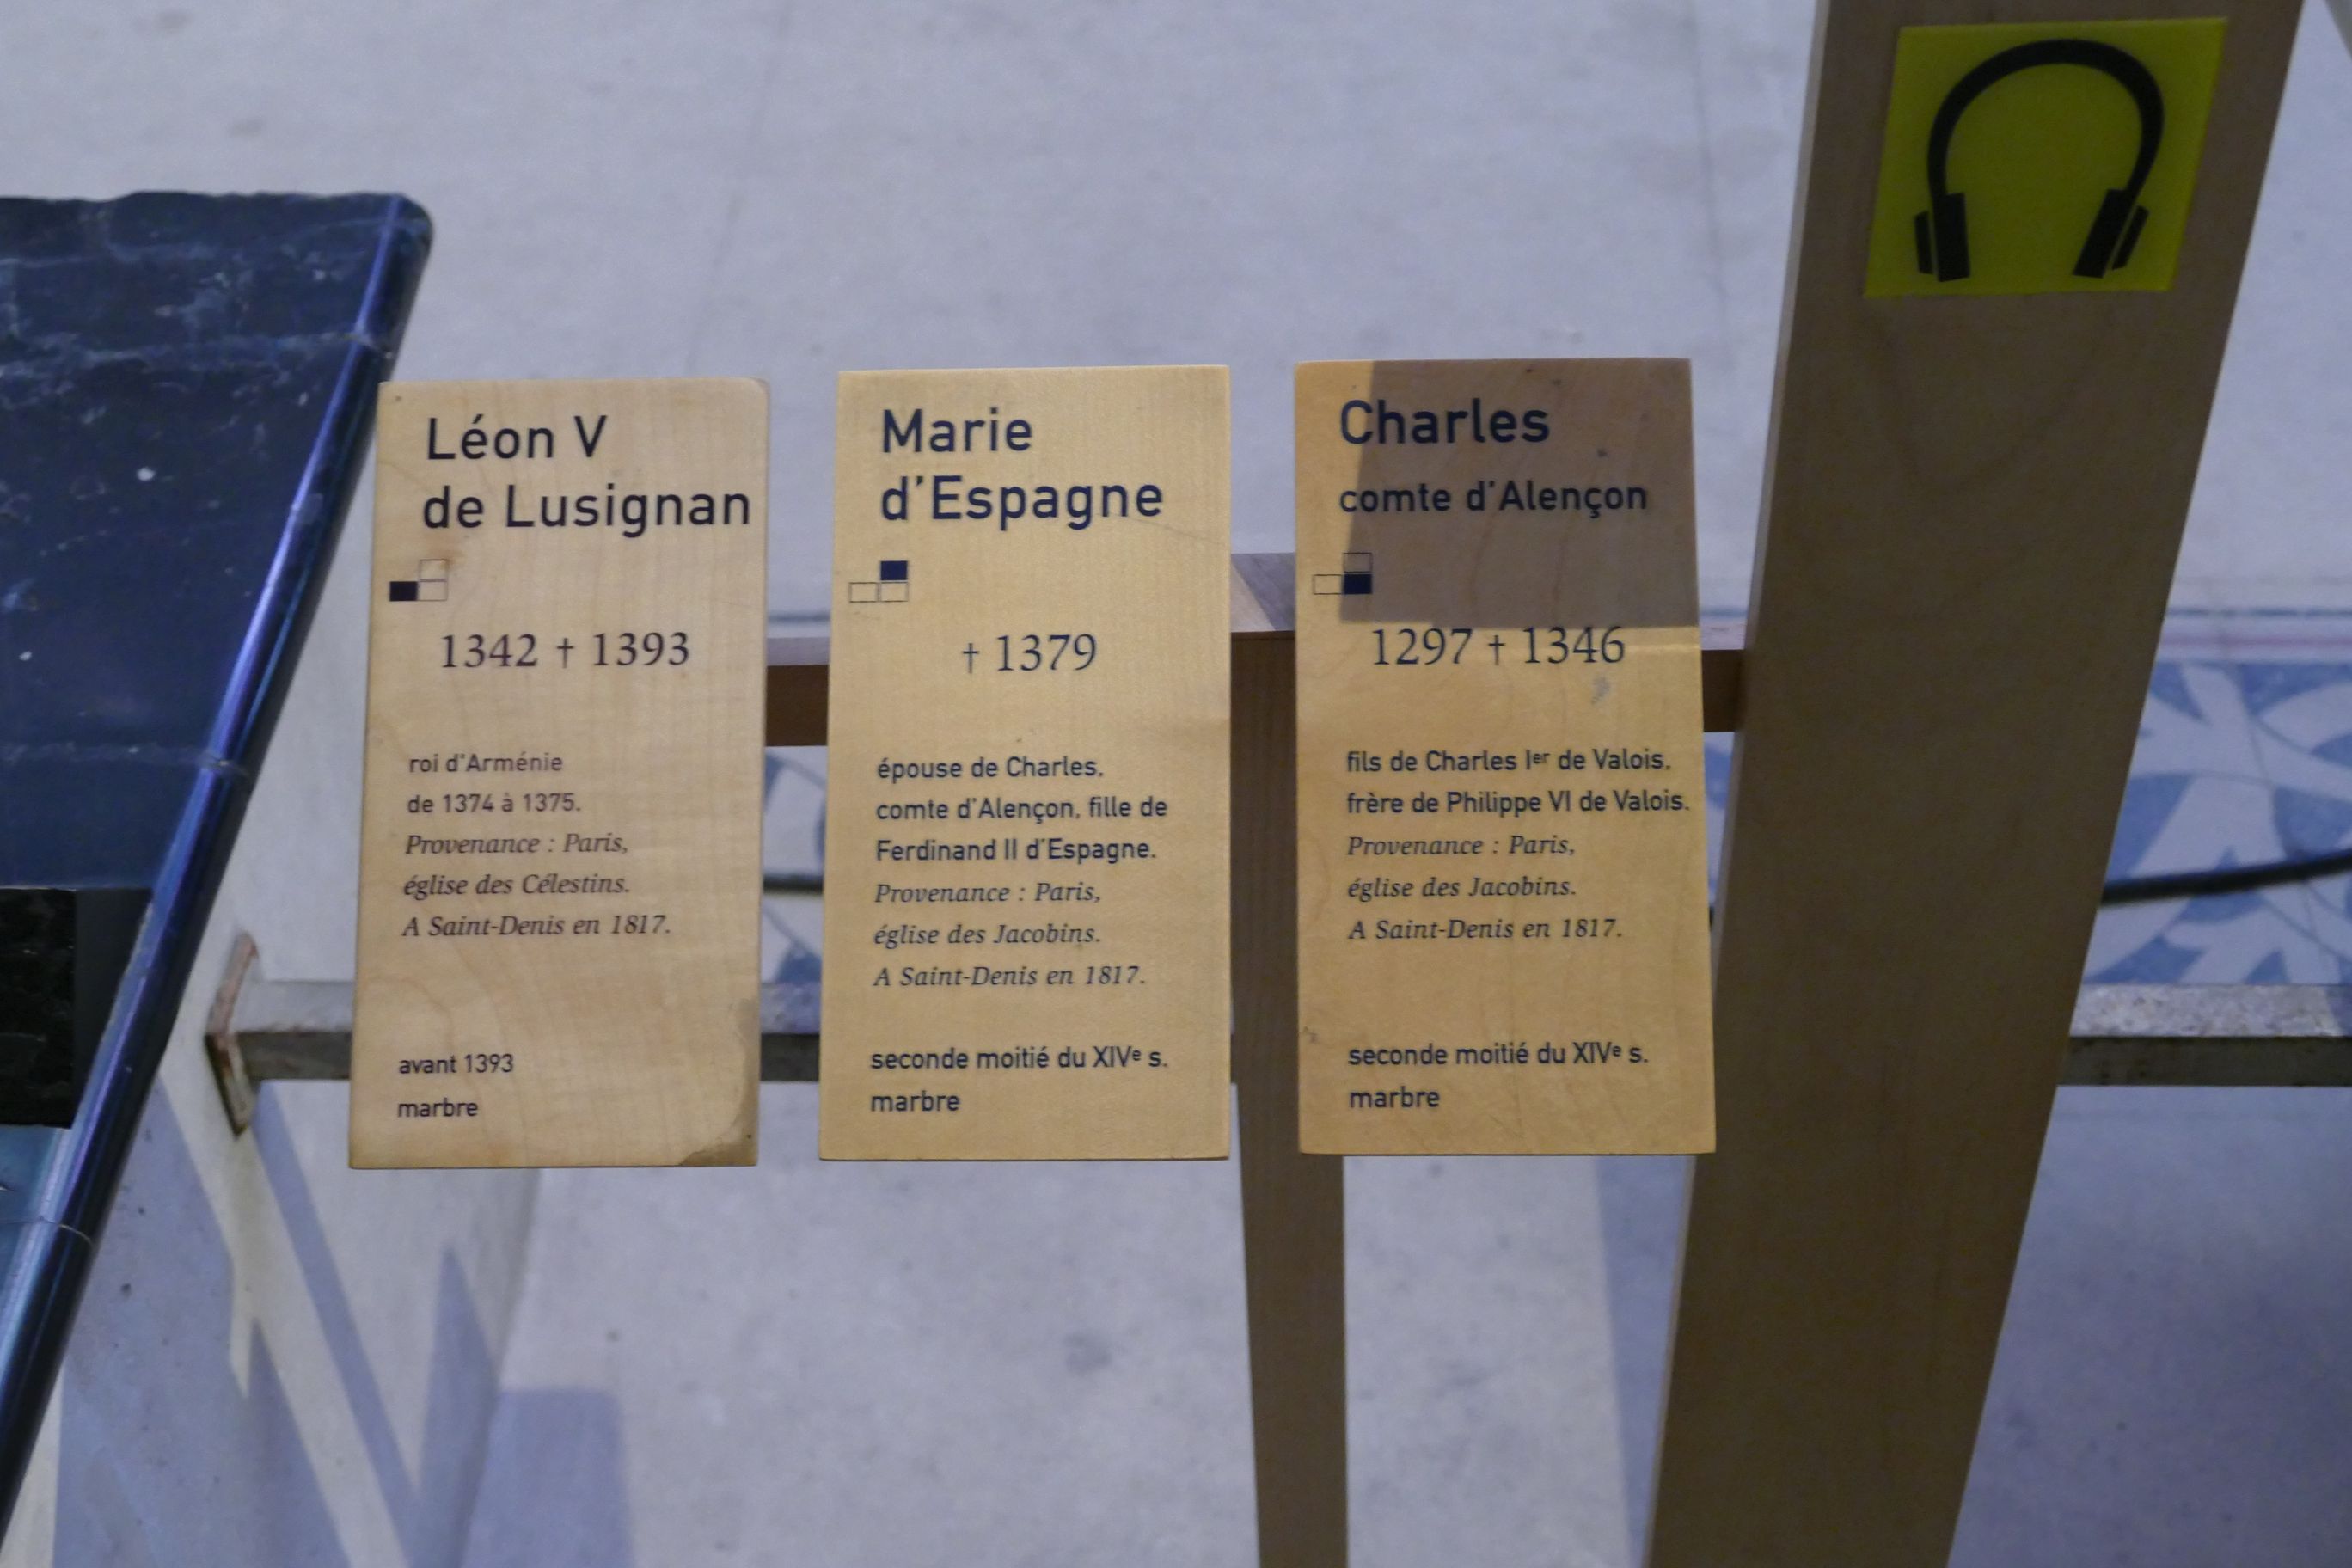 Léon V
de Lusignan
1342 † 1393
roi d'Arménie
de 1374 à 1375.
Provenance : Paris,
église des Célestins.
A Saint-Denis en 1817.
avant 1393
marbre
Marie
d'Espagne
† 1379
épouse de Charles,
comte d'Alençon, fille de
Ferdinand II d'Espagne.
Provenance : Paris,
église des Jacobins.
A Saint-Denis en 1817.
seconde moitié du XIVe s.
marbre
Charles
comte d'Alençon
1297 † 1346
fils de Charles Ier de Valois,
frère de Philippe VI de Valois.
Provenance : Paris,
église des Jacobins.
A Saint-Denis en 1817.
seconde moitié du XIVe s.
marbre